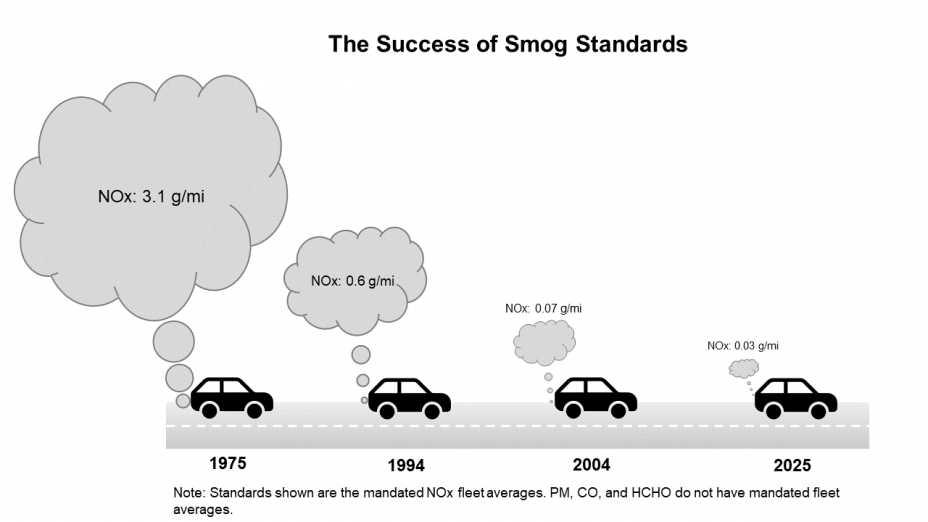 The Success of Smog Standards
NOx: 3.1 g/mi
NOx: 0.6 g/mi
NOx: 0.07 g/mi
NOx: 0.03 g/mi
1975
1994
2004
2025
Note: Standards shown are the mandated NOx fleet averages. PM, CO, and HCHO do not have mandated fleet
averages.